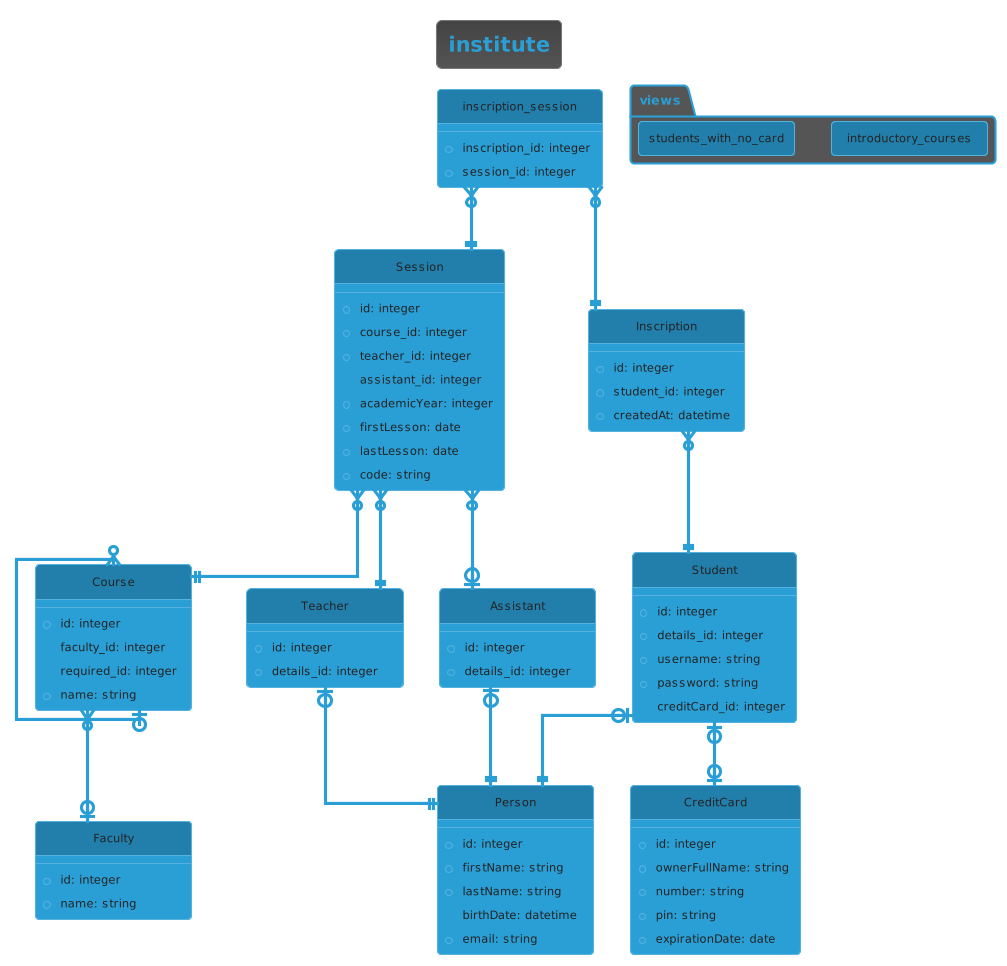 institute
inscription_session
inscription_id: integer
session_id: integer
views
students_with_no_card
introductory_courses
Session
id: integer
course_id: integer
teacher_id: integer
assistant_id: integer
academicYear: integer
firstLesson: date
lastLesson: date
code: string
Inscription
id: integer
student_id: integer
createdAt: datetime
Course
id: integer
faculty_id: integer
required_id: integer
name: string
Teacher
id: integer
details_id: integer
Assistant
id: integer
details_id: integer
Student
id: integer
details_id: integer
username: string
password: string
creditCard_id: integer
Faculty
id: integer
name: string
Person
id: integer
firstName: string
lastName: string
birthDate: datetime
email: string
CreditCard
id: integer
ownerFullName: string
number: string
pin: string
expirationDate: date